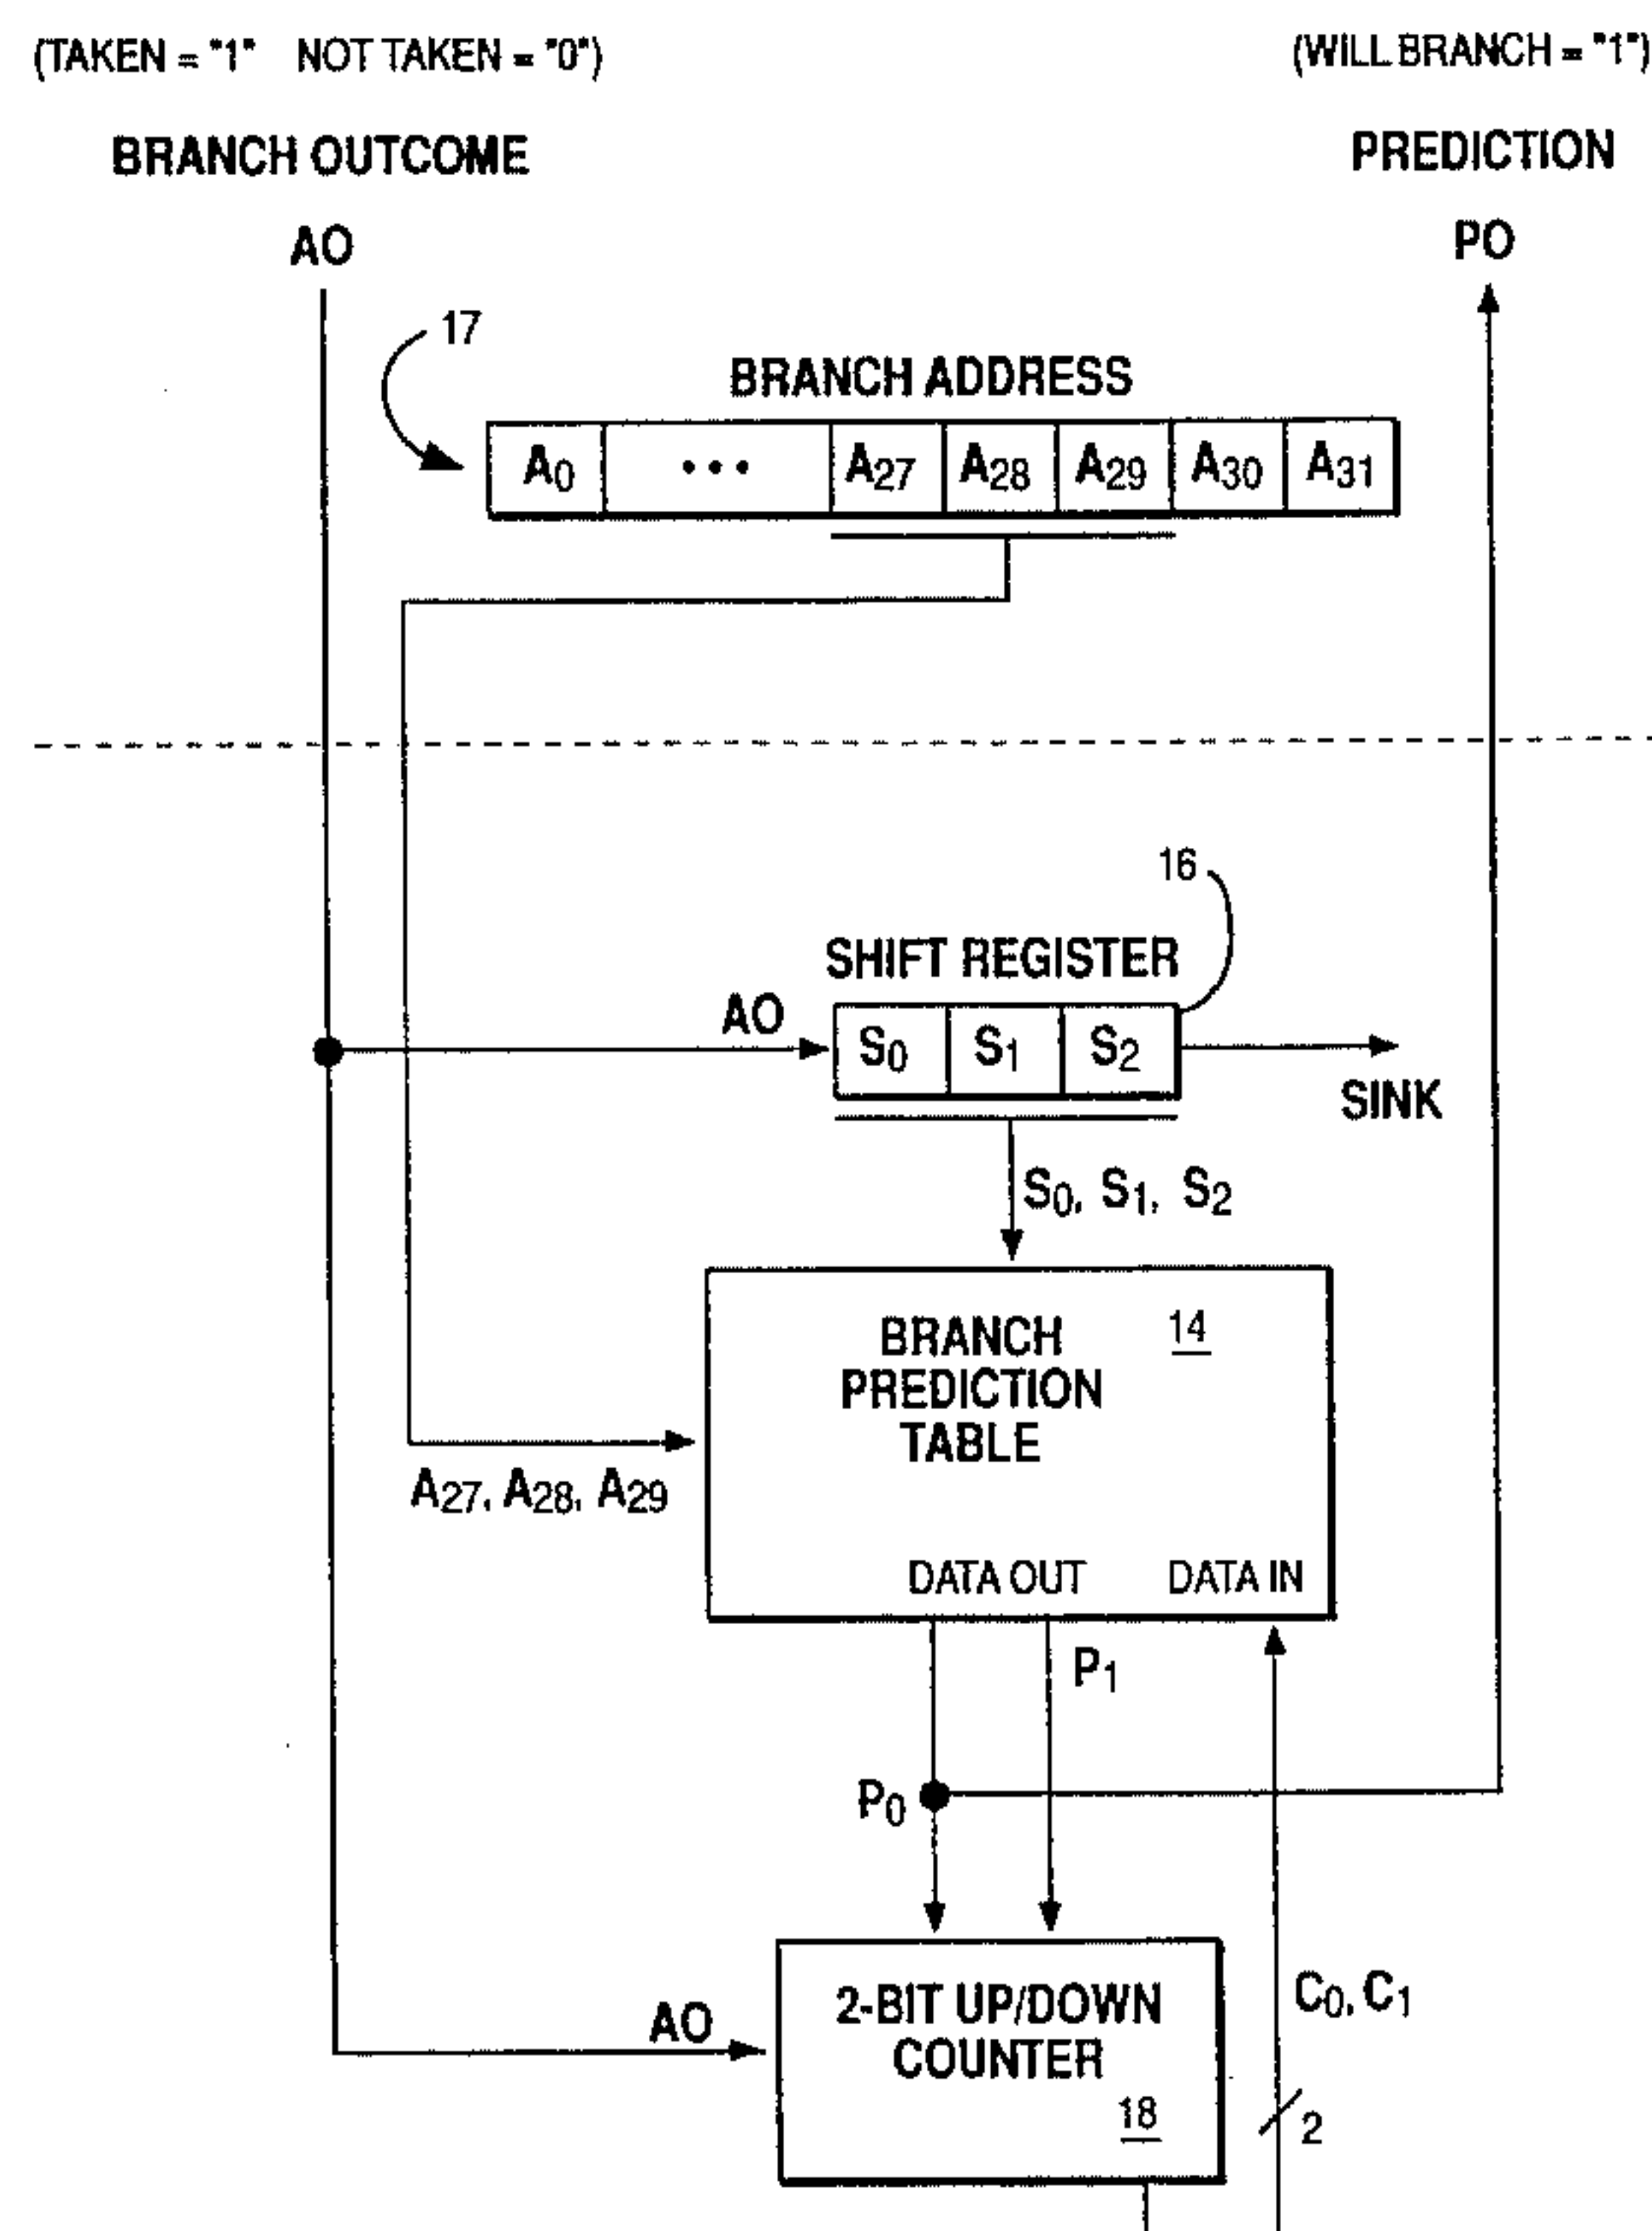 (TAKEN = "1" NOT TAKEN = "0")
(WILL BRANCH = "1")
BRANCH OUTCOME
PREDICTION
AO
PO
17
BRANCH ADDRESS
A0 ... A27 A28 A29 A30 A31
16
SHIFT REGISTER
AO
S0 S1 S2
SINK
S0, S1, S2
BRANCH
PREDICTION
TABLE
14
A27, A28, A29
DATA OUT
DATA IN
P1
P0
2-BIT UP/DOWN
COUNTER
18
AO
C0, C1
2